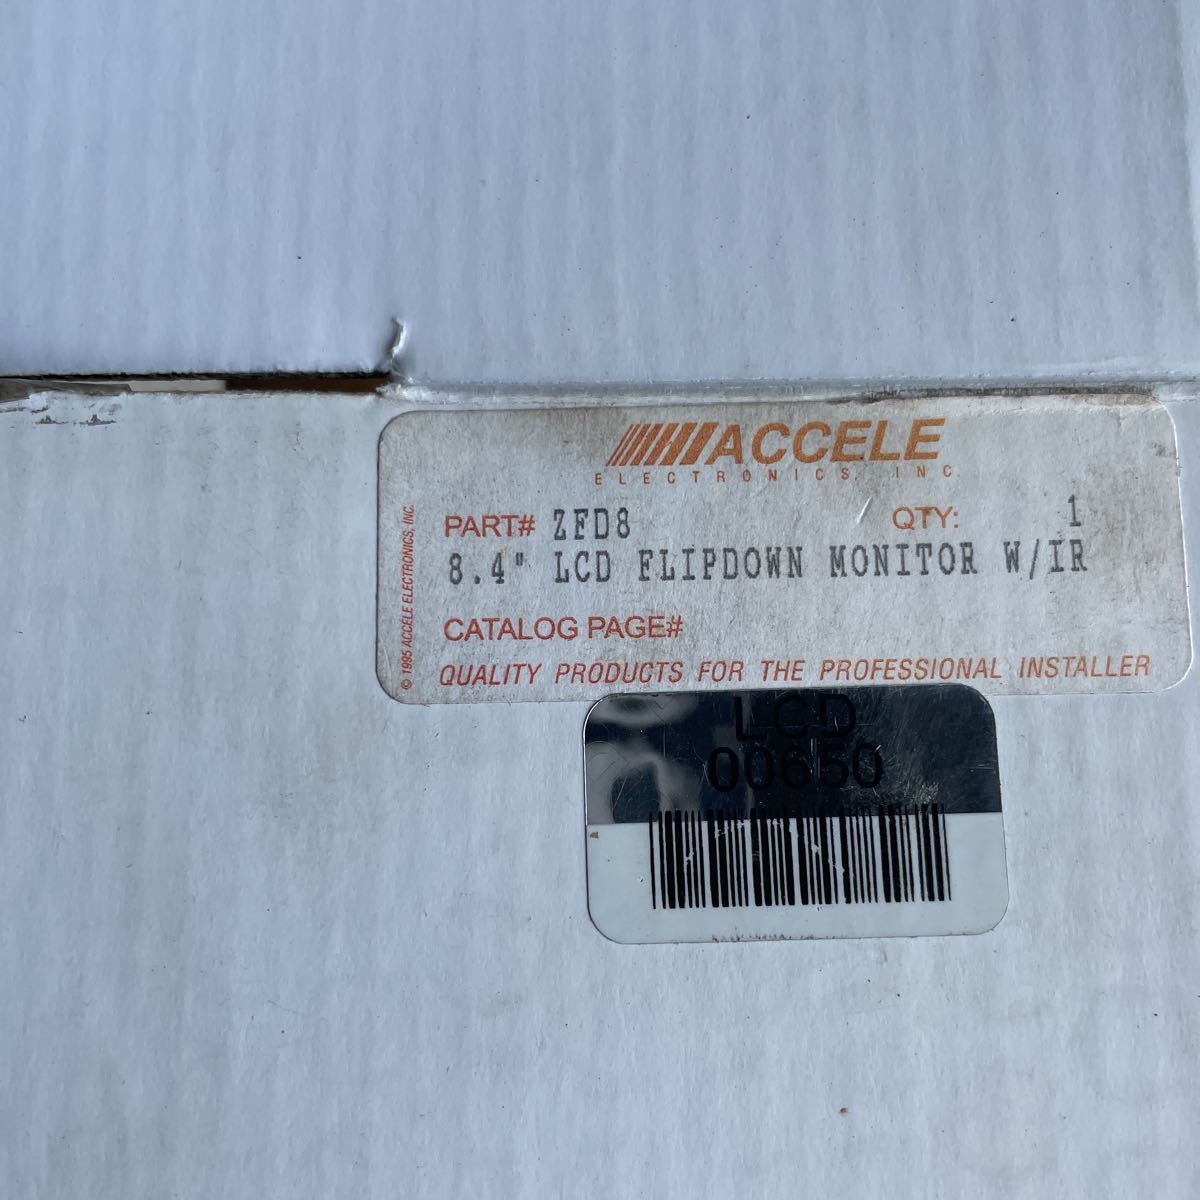 ACCELE
ELECTRONICS, INC.
PART# ZFD8 QTY: 1
8.4" LCD FLIPDOWN MONITOR W/IR
CATALOG PAGE#
QUALITY PRODUCTS FOR THE PROFESSIONAL INSTALLER
© 1995 ACCELE ELECTRONICS, INC.
LCD
00650